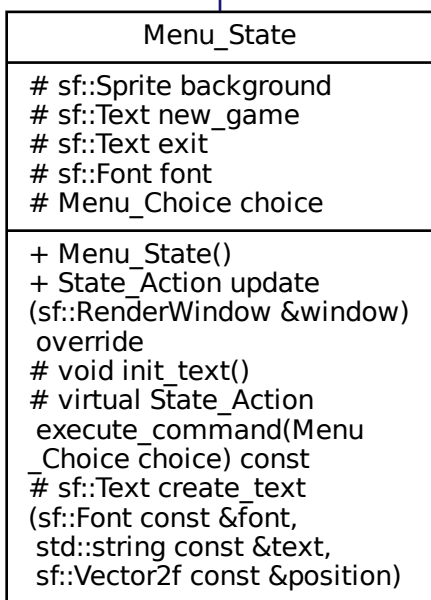 Menu_State
# sf::Sprite background
# sf::Text new_game
# sf::Text exit
# sf::Font font
# Menu_Choice choice
+ Menu_State()
+ State_Action update
(sf::RenderWindow &window)
override
# void init_text()
# virtual State_Action
execute_command(Menu
_Choice choice) const
# sf::Text create_text
(sf::Font const &font,
std::string const &text,
sf::Vector2f const &position)